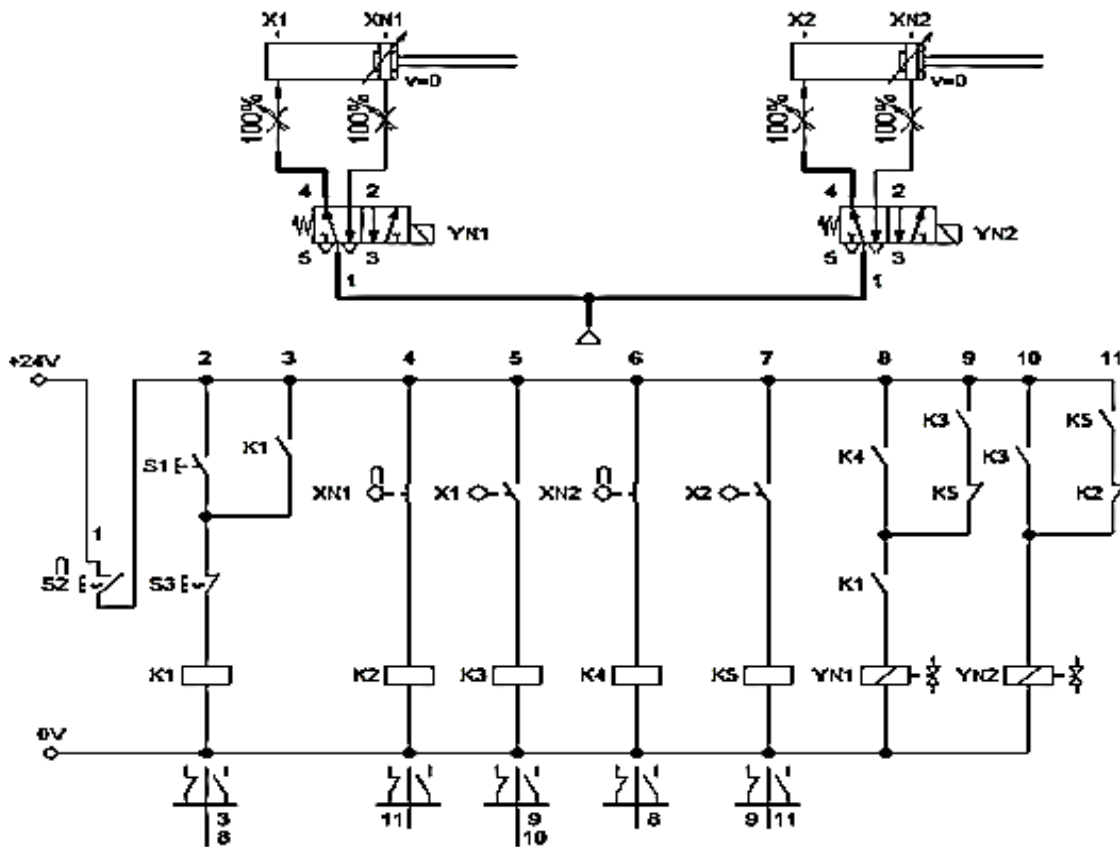 X1 XN1 X2 XN2
v=0 v=0
100% 100% 100% 100%
4 2 4 2
YN1 YN2
5 3 5 3
1 1
+24V 2 3 4 5 6 7 8 9 10 11
K3 K5
K1 K4 K3
S1 XN1 X1 XN2 X2 K5 K2
1
S2 S3 K1
K1 K2 K3 K4 K5 YN1 YN2
0V
3 11 9 8 9 11
8 10